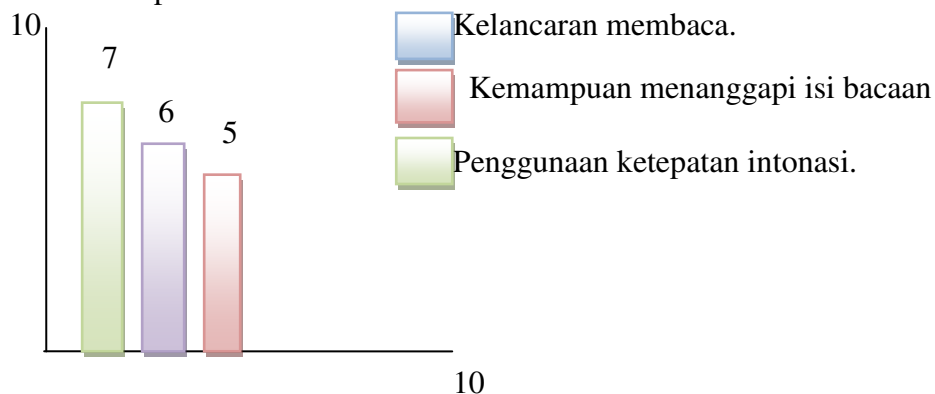 10
7
6
5
Kelancaran membaca.
Kemampuan menanggapi isi bacaan
Penggunaan ketepatan intonasi.
10